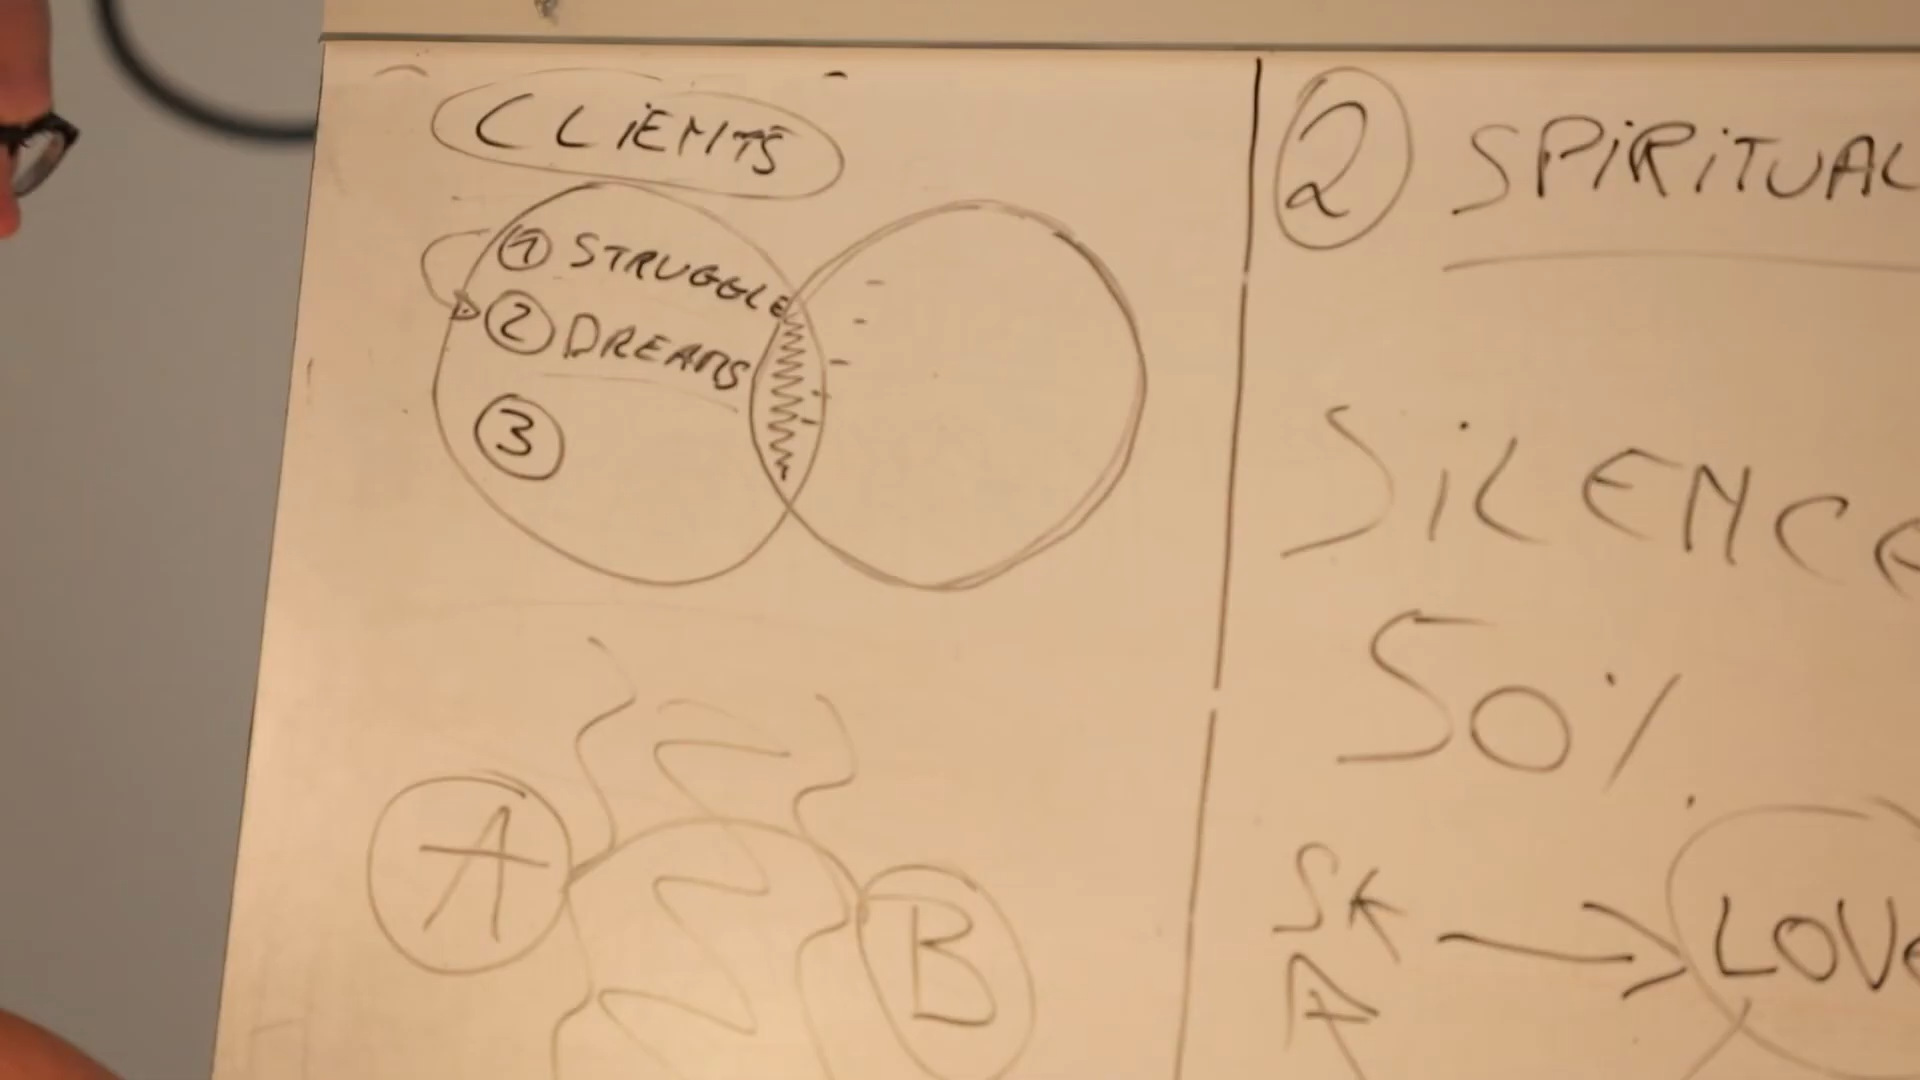 CLIENTS
1 STRUGGLE
2 DREAMS
3
A
B
2 SPIRITUAL
SILENCE
50%
LOVE